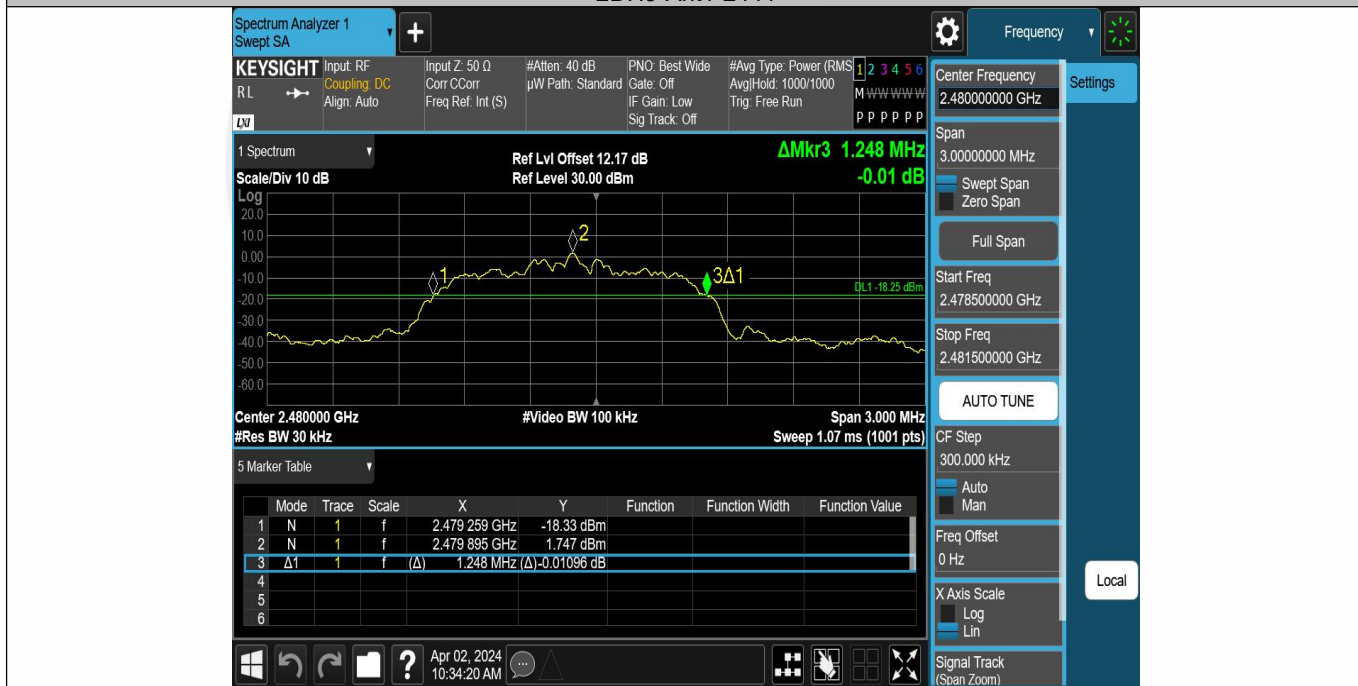 Spectrum Analyzer 1
Swept SA
+
Frequency
KEYSIGHT
RL
LXI
Input: RF
Coupling: DC
Align: Auto
Input Z: 50 Ω
Corr CCorr
Freq Ref: Int (S)
#Atten: 40 dB
µW Path: Standard
PNO: Best Wide
Gate: Off
IF Gain: Low
Sig Track: Off
#Avg Type: Power (RMS
Avg|Hold: 1000/1000
Trig: Free Run
1 2 3 4 5 6
M W W W W W
P P P P P P
1 Spectrum
Scale/Div 10 dB
Ref Lvl Offset 12.17 dB
Ref Level 30.00 dBm
ΔMkr3 1.248 MHz
-0.01 dB
Log
20.0
10.0
0.00
-10.0
-20.0
-30.0
-40.0
-50.0
-60.0
1
2
3Δ1
DL1 -18.25 dBm
Center 2.480000 GHz
#Video BW 100 kHz
Span 3.000 MHz
#Res BW 30 kHz
Sweep 1.07 ms (1001 pts)
5 Marker Table
Mode Trace Scale X Y Function Function Width Function Value
1 N 1 f 2.479 259 GHz -18.33 dBm
2 N 1 f 2.479 895 GHz 1.747 dBm
3 Δ1 1 f (Δ) 1.248 MHz (Δ)-0.01096 dB
4
5
6
?
Apr 02, 2024
10:34:20 AM
Center Frequency
2.480000000 GHz
Settings
Span
3.00000000 MHz
Swept Span
Zero Span
Full Span
Start Freq
2.478500000 GHz
Stop Freq
2.481500000 GHz
AUTO TUNE
CF Step
300.000 kHz
Auto
Man
Freq Offset
0 Hz
X Axis Scale
Log
Lin
Local
Signal Track
(Span Zoom)